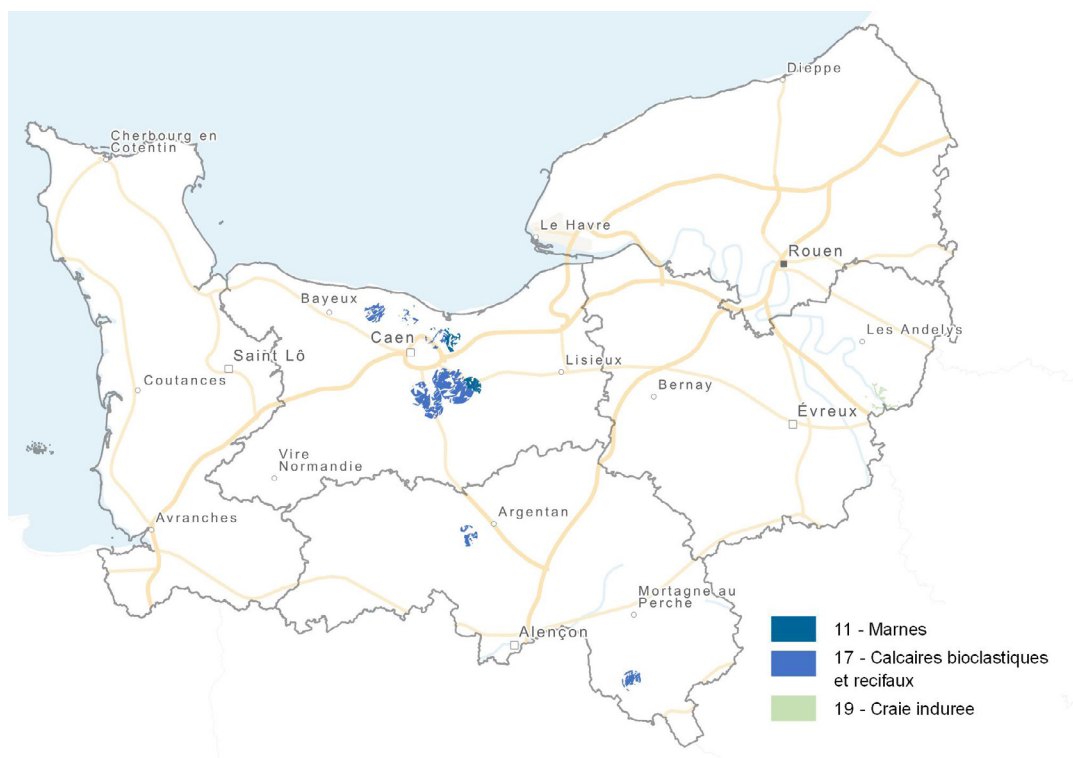 Dieppe
Cherbourg en
Cotentin
Le Havre
Rouen
Bayeux
Les Andelys
Caen
Saint Lô
Lisieux
Coutances
Bernay
Évreux
Vire
Normandie
Avranches
Argentan
Mortagne au
Perche
Alençon
11 - Marnes
17 - Calcaires bioclastiques
et recifaux
19 - Craie induree